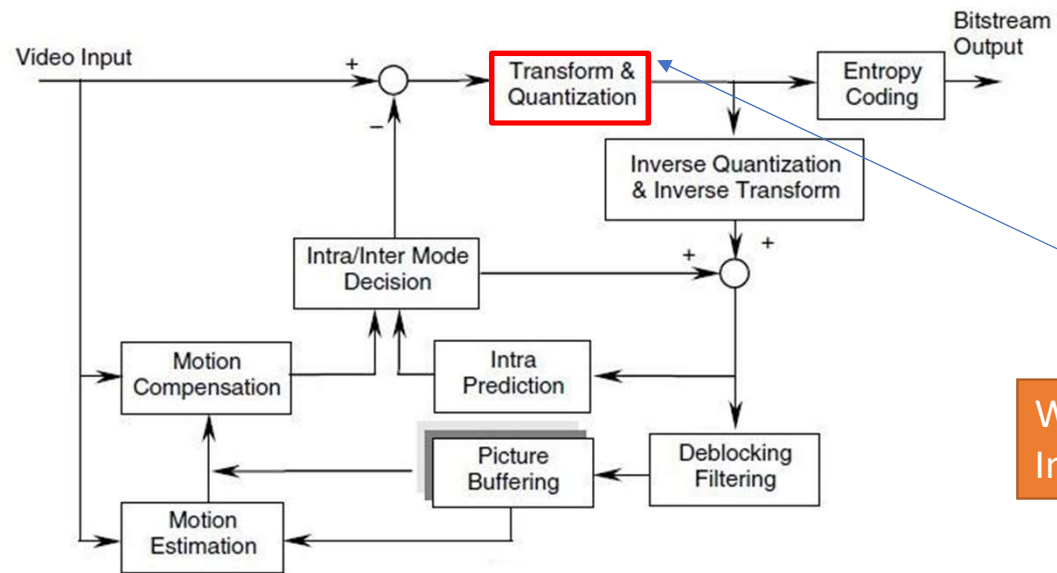 Bitstream
Output
Video Input
+
Transform &
Quantization
Entropy
Coding
−
Inverse Quantization
& Inverse Transform
+
+
Intra/Inter Mode
Decision
Motion
Compensation
Intra
Prediction
Picture
Buffering
Deblocking
Filtering
Motion
Estimation